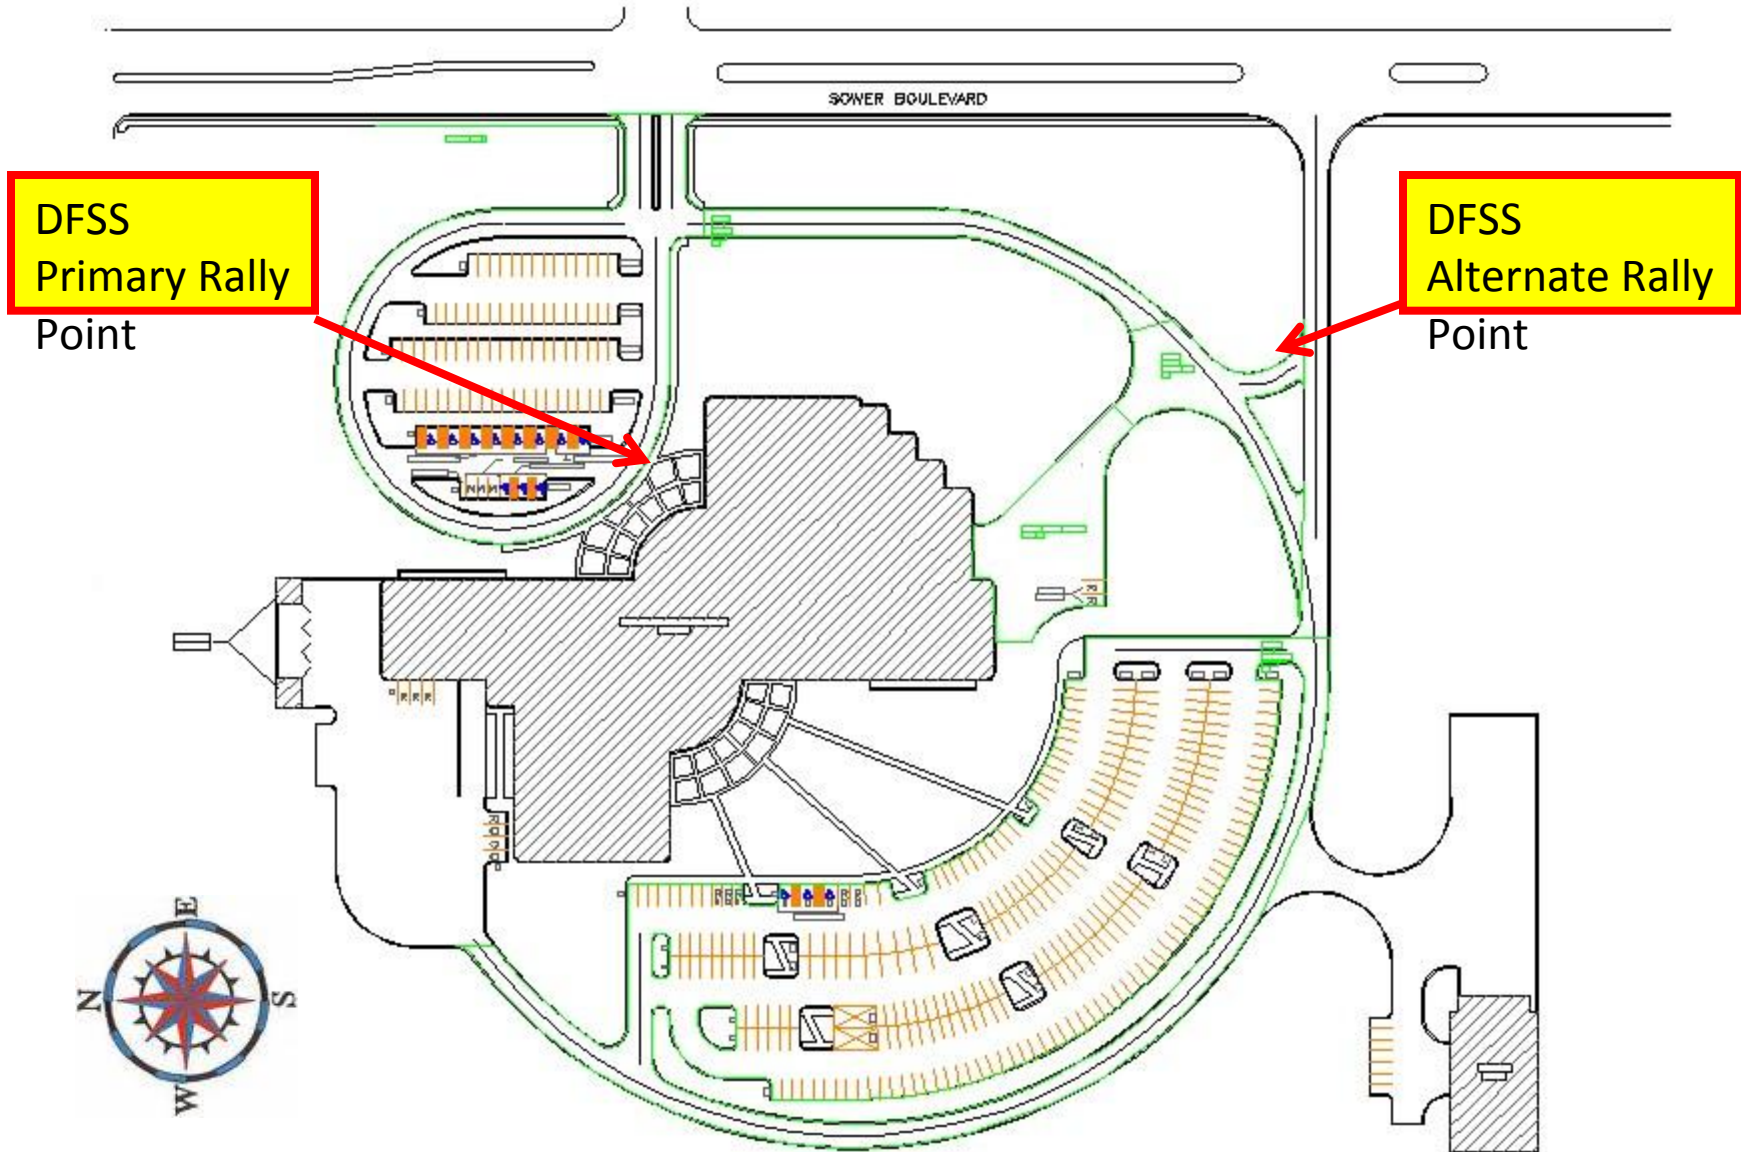 SOWER BOULEVARD
DFSS
Primary Rally
Point
DFSS
Alternate Rally
Point
E
N
S
W